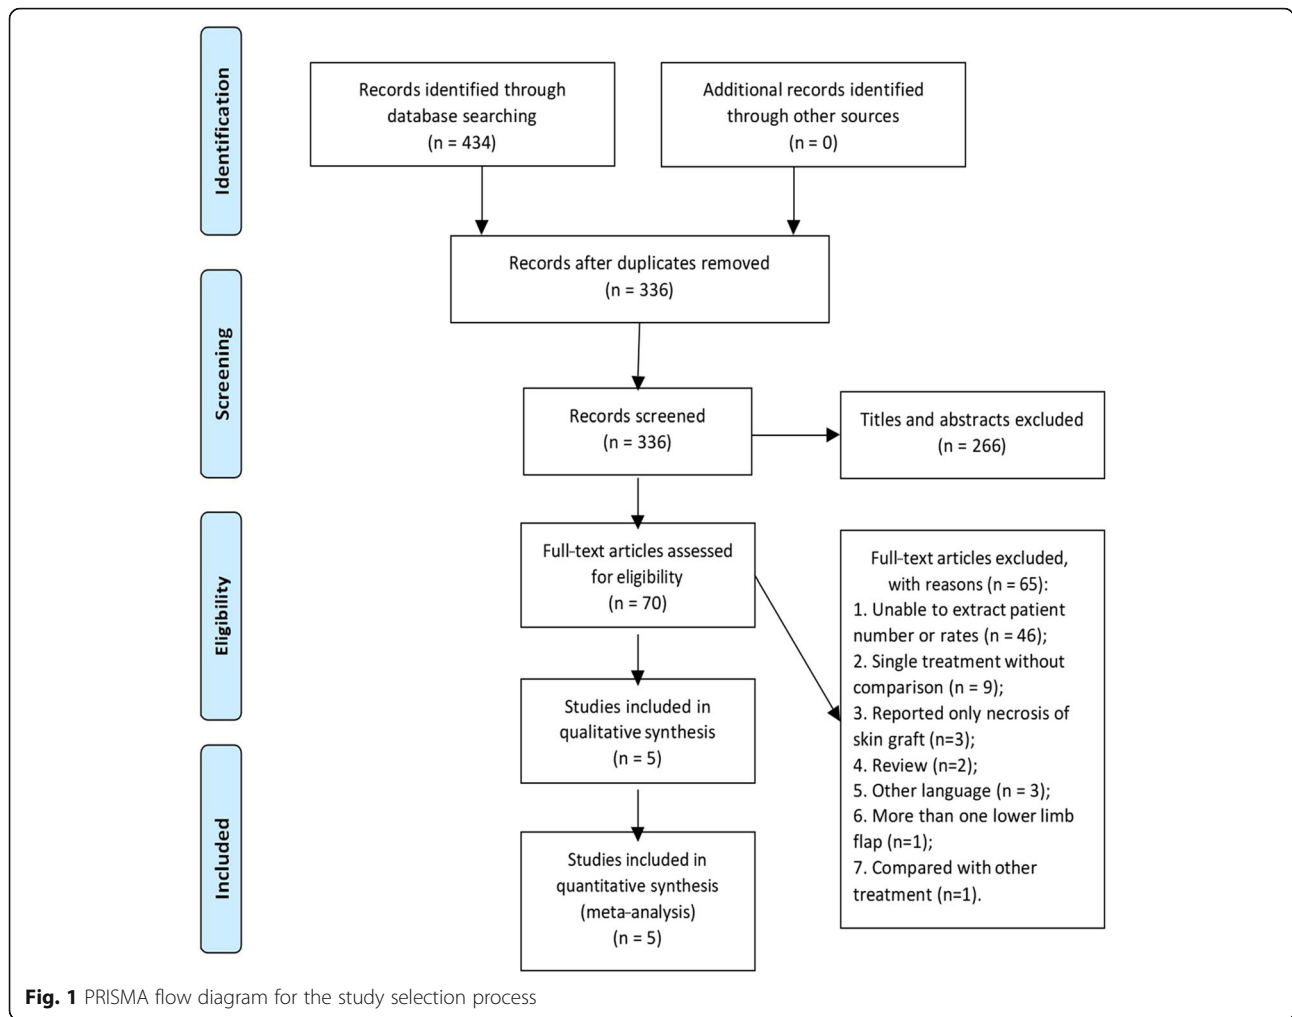 Identification
Records identified through
database searching
(n = 434)
Additional records identified
through other sources
(n = 0)
Records after duplicates removed
(n = 336)
Screening
Records screened
(n = 336)
Titles and abstracts excluded
(n = 266)
Eligibility
Full-text articles assessed
for eligibility
(n = 70)
Full-text articles excluded,
with reasons (n = 65):
1. Unable to extract patient
number or rates (n = 46);
2. Single treatment without
comparison (n = 9);
3. Reported only necrosis of
skin graft (n=3);
4. Review (n=2);
5. Other language (n = 3);
6. More than one lower limb
flap (n=1);
7. Compared with other
treatment (n=1).
Studies included in
qualitative synthesis
(n = 5)
Included
Studies included in
quantitative synthesis
(meta-analysis)
(n = 5)
Fig. 1 PRISMA flow diagram for the study selection process